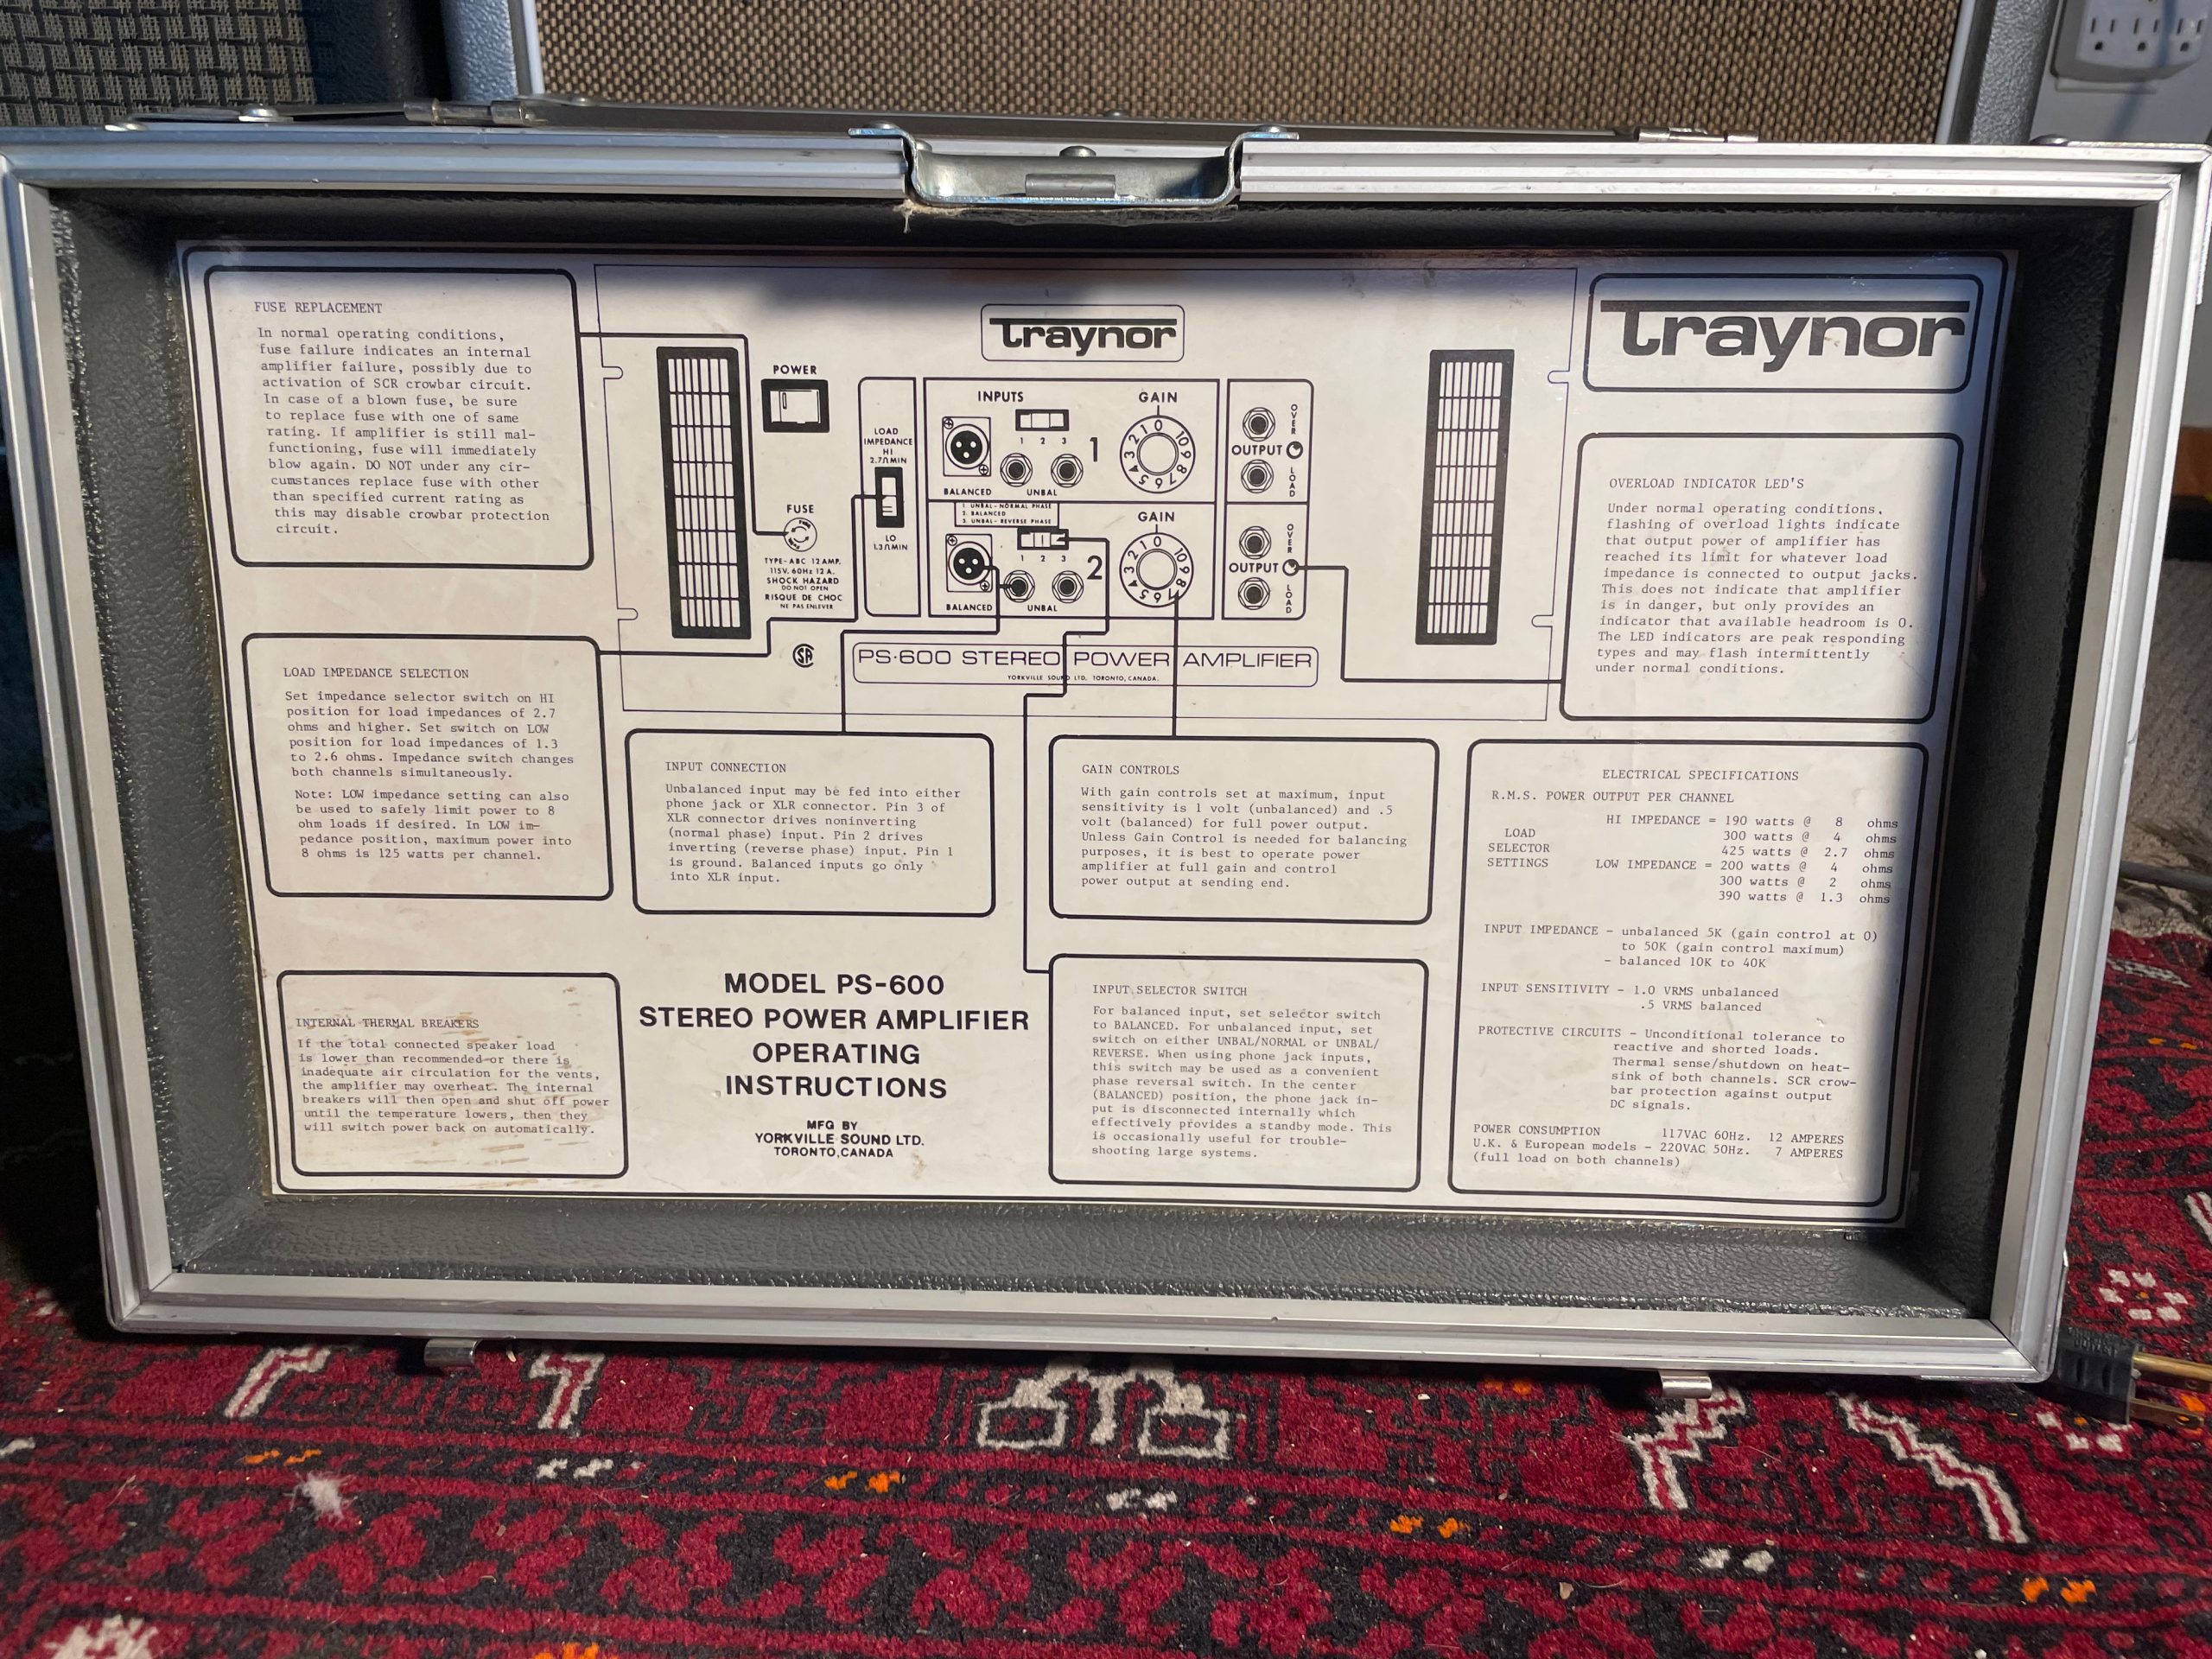 FUSE REPLACEMENT
In normal operating conditions,
fuse failure indicates an internal
amplifier failure, possibly due to
activation of SCR crowbar circuit.
In case of a blown fuse, be sure
to replace fuse with one of same
rating. If amplifier is still mal-
functioning, fuse will immediately
blow again. DO NOT under any cir-
cumstances replace fuse with other
than specified current rating as
this may disable crowbar protection
circuit.
LOAD IMPEDANCE SELECTION
Set impedance selector switch on HI
position for load impedances of 2.7
ohms and higher. Set switch on LOW
position for load impedances of 1.3
to 2.6 ohms. Impedance switch changes
both channels simultaneously.
Note: LOW impedance setting can also
be used to safely limit power to 8
ohm loads if desired. In LOW im-
pedance position, maximum power into
8 ohms is 125 watts per channel.
INTERNAL THERMAL BREAKERS
If the total connected speaker load
is lower than recommended or there is
inadequate air circulation for the vents,
the amplifier may overheat. The internal
breakers will then open and shut off power
until the temperature lowers, then they
will switch power back on automatically.
traynor
POWER
FUSE
TYPE-ABC 12 AMP.
115V. 60Hz 12 A.
SHOCK HAZARD
DO NOT OPEN
RISQUE DE CHOC
NE PAS ENLEVER
LOAD
IMPEDANCE
HI
2.7Ω MIN
LO
1.3Ω MIN
INPUTS
GAIN
1 2 3
1
0 1 2 3 4 5 6 7 8 9 10
BALANCED
UNBAL
OVER
OUTPUT
LOAD
1. UNBAL-NORMAL PHASE
2. BALANCED
3. UNBAL-REVERSE PHASE
GAIN
1 2 3
2
0 1 2 3 4 5 6 7 8 9 10
BALANCED
UNBAL
OVER
OUTPUT
LOAD
SA
PS·600 STEREO POWER AMPLIFIER
YORKVILLE SOUND LTD. TORONTO, CANADA.
INPUT CONNECTION
Unbalanced input may be fed into either
phone jack or XLR connector. Pin 3 of
XLR connector drives noninverting
(normal phase) input. Pin 2 drives
inverting (reverse phase) input. Pin 1
is ground. Balanced inputs go only
into XLR input.
GAIN CONTROLS
With gain controls set at maximum, input
sensitivity is 1 volt (unbalanced) and .5
volt (balanced) for full power output.
Unless Gain Control is needed for balancing
purposes, it is best to operate power
amplifier at full gain and control
power output at sending end.
MODEL PS-600
STEREO POWER AMPLIFIER
OPERATING
INSTRUCTIONS
MFG BY
YORKVILLE SOUND LTD.
TORONTO, CANADA
INPUT SELECTOR SWITCH
For balanced input, set selector switch
to BALANCED. For unbalanced input, set
switch on either UNBAL/NORMAL or UNBAL/
REVERSE. When using phone jack inputs,
this switch may be used as a convenient
phase reversal switch. In the center
(BALANCED) position, the phone jack in-
put is disconnected internally which
effectively provides a standby mode. This
is occasionally useful for trouble-
shooting large systems.
traynor
OVERLOAD INDICATOR LED'S
Under normal operating conditions,
flashing of overload lights indicate
that output power of amplifier has
reached its limit for whatever load
impedance is connected to output jacks.
This does not indicate that amplifier
is in danger, but only provides an
indicator that available headroom is 0.
The LED indicators are peak responding
types and may flash intermittently
under normal conditions.
ELECTRICAL SPECIFICATIONS
R.M.S. POWER OUTPUT PER CHANNEL
LOAD
SELECTOR
SETTINGS
HI IMPEDANCE = 190 watts @ 8 ohms
300 watts @ 4 ohms
425 watts @ 2.7 ohms
LOW IMPEDANCE = 200 watts @ 4 ohms
300 watts @ 2 ohms
390 watts @ 1.3 ohms
INPUT IMPEDANCE - unbalanced 5K (gain control at 0)
to 50K (gain control maximum)
- balanced 10K to 40K
INPUT SENSITIVITY - 1.0 VRMS unbalanced
.5 VRMS balanced
PROTECTIVE CIRCUITS - Unconditional tolerance to
reactive and shorted loads.
Thermal sense/shutdown on heat-
sink of both channels. SCR crow-
bar protection against output
DC signals.
POWER CONSUMPTION 117VAC 60Hz. 12 AMPERES
U.K. & European models - 220VAC 50Hz. 7 AMPERES
(full load on both channels)